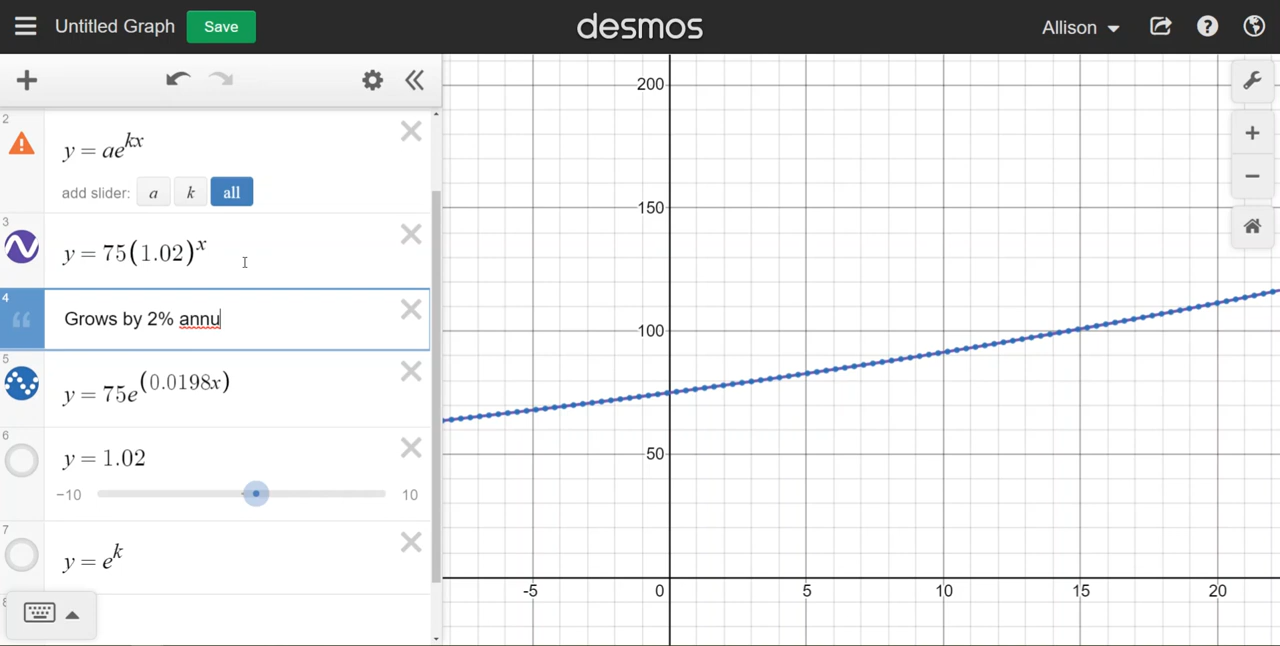 Untitled Graph Save desmos Allison
2
y = ae^{kx}
add slider: a k all
3
y = 75(1.02)^x
4
Grows by 2% annu
5
y = 75e^{(0.0198x)}
6
y = 1.02
−10 10
7
y = e^k
8
200
150
100
50
-5 0 5 10 15 20